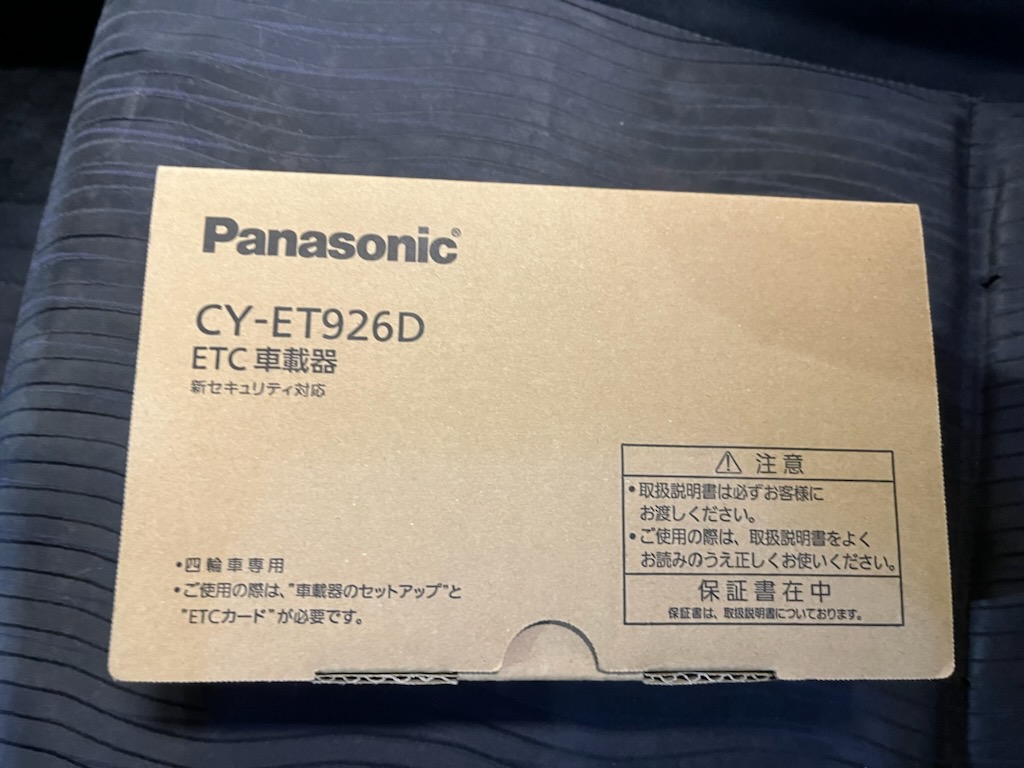 Panasonic®
CY-ET926D
ETC 車載器
新セキュリティ対応
⚠ 注意
•取扱説明書は必ずお客様に
お渡しください。
•ご使用の際は、取扱説明書をよく
お読みのうえ正しくお使いください。
保証書在中
保証書は、取扱説明書についております。
•四輪車専用
•ご使用の際は、"車載器のセットアップ"と
"ETCカード"が必要です。